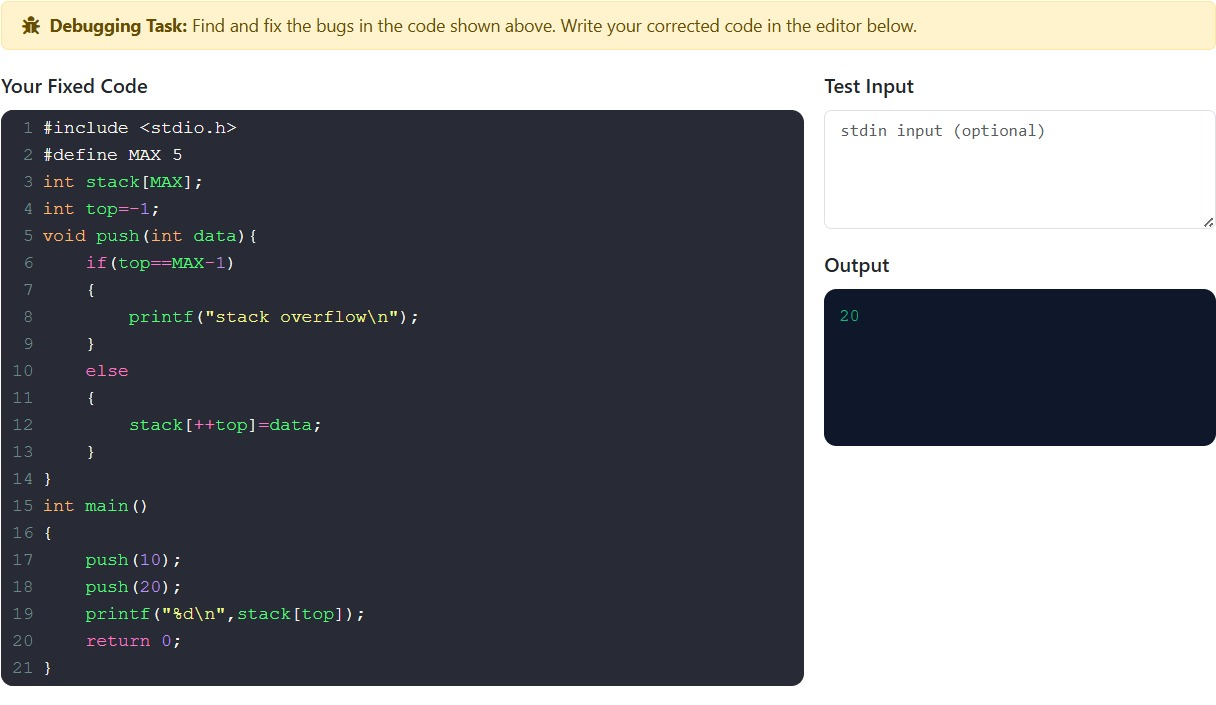 Debugging Task: Find and fix the bugs in the code shown above. Write your corrected code in the editor below.
Your Fixed Code
1 #include <stdio.h>
2 #define MAX 5
3 int stack[MAX];
4 int top=-1;
5 void push(int data){
6     if(top==MAX-1)
7     {
8         printf("stack overflow\n");
9     }
10     else
11     {
12         stack[++top]=data;
13     }
14 }
15 int main()
16 {
17     push(10);
18     push(20);
19     printf("%d\n",stack[top]);
20     return 0;
21 }
Test Input
stdin input (optional)
Output
20